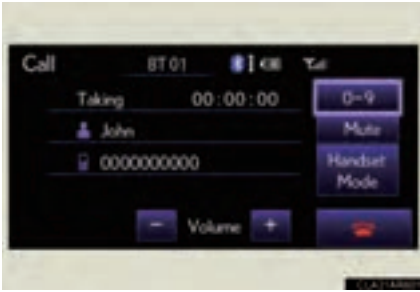 Call BT 01
Taking 00:00:00 0-9
John Mute
0000000000 Handset
Mode
- Volume +